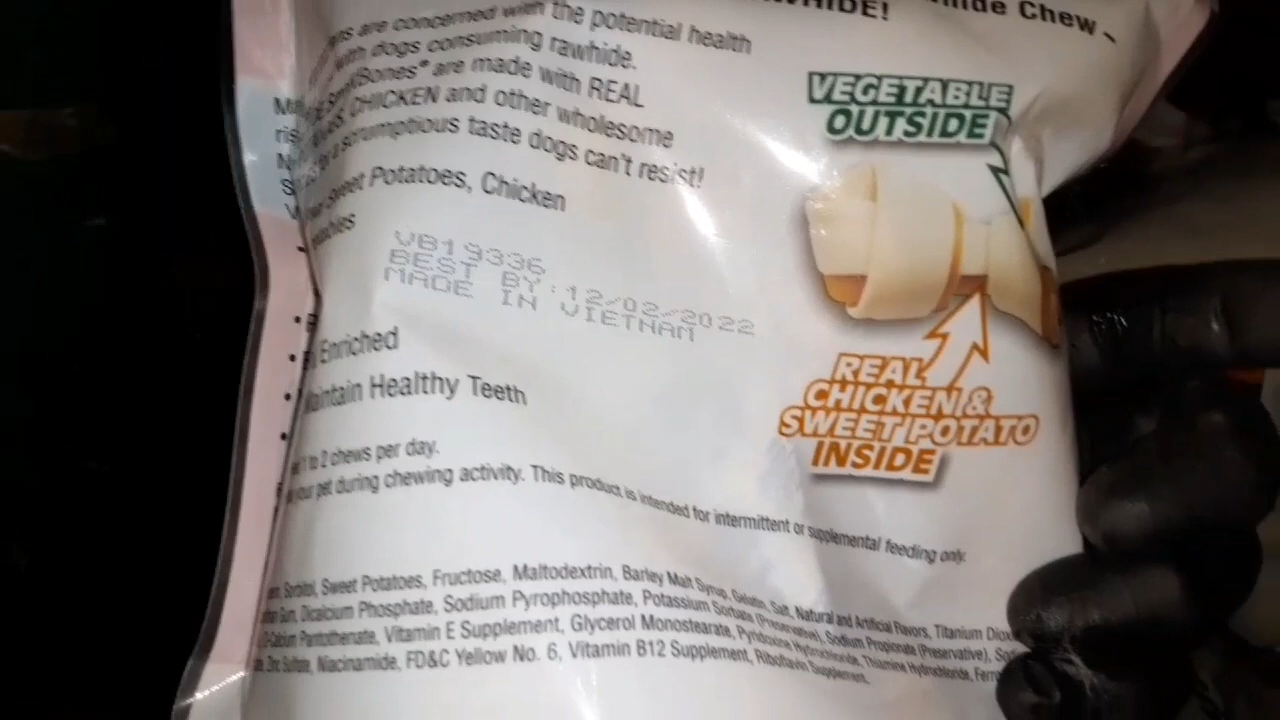 WHIDE!
Chew
are concerned with the potential health
with dogs consuming rawhide.
SmartBones® are made with REAL
CHICKEN and other wholesome
scrumptious taste dogs can't resist!
Sweet Potatoes, Chicken
VEGETABLE
OUTSIDE
VB19336
BEST BY:12/02/2022
MADE IN VIETNAM
Enriched
Maintain Healthy Teeth
REAL
CHICKEN &
SWEET POTATO
INSIDE
1 to 2 chews per day.
your pet during chewing activity. This product is intended for intermittent or supplemental feeding only.
Sorbitol, Sweet Potatoes, Fructose, Maltodextrin, Barley Malt Syrup, Gelatin, Salt, Natural and Artificial Flavors, Titanium
Gum, Dicalcium Phosphate, Sodium Pyrophosphate, Potassium Sorbate (Preservative), Sodium Propionate (Preservative),
D-Calcium Pantothenate, Vitamin E Supplement, Glycerol Monostearate, Pyridoxine Hydrochloride, Thiamine Hydrochloride,
Zinc Sulfate, Niacinamide, FD&C Yellow No. 6, Vitamin B12 Supplement, Riboflavin Supplement.